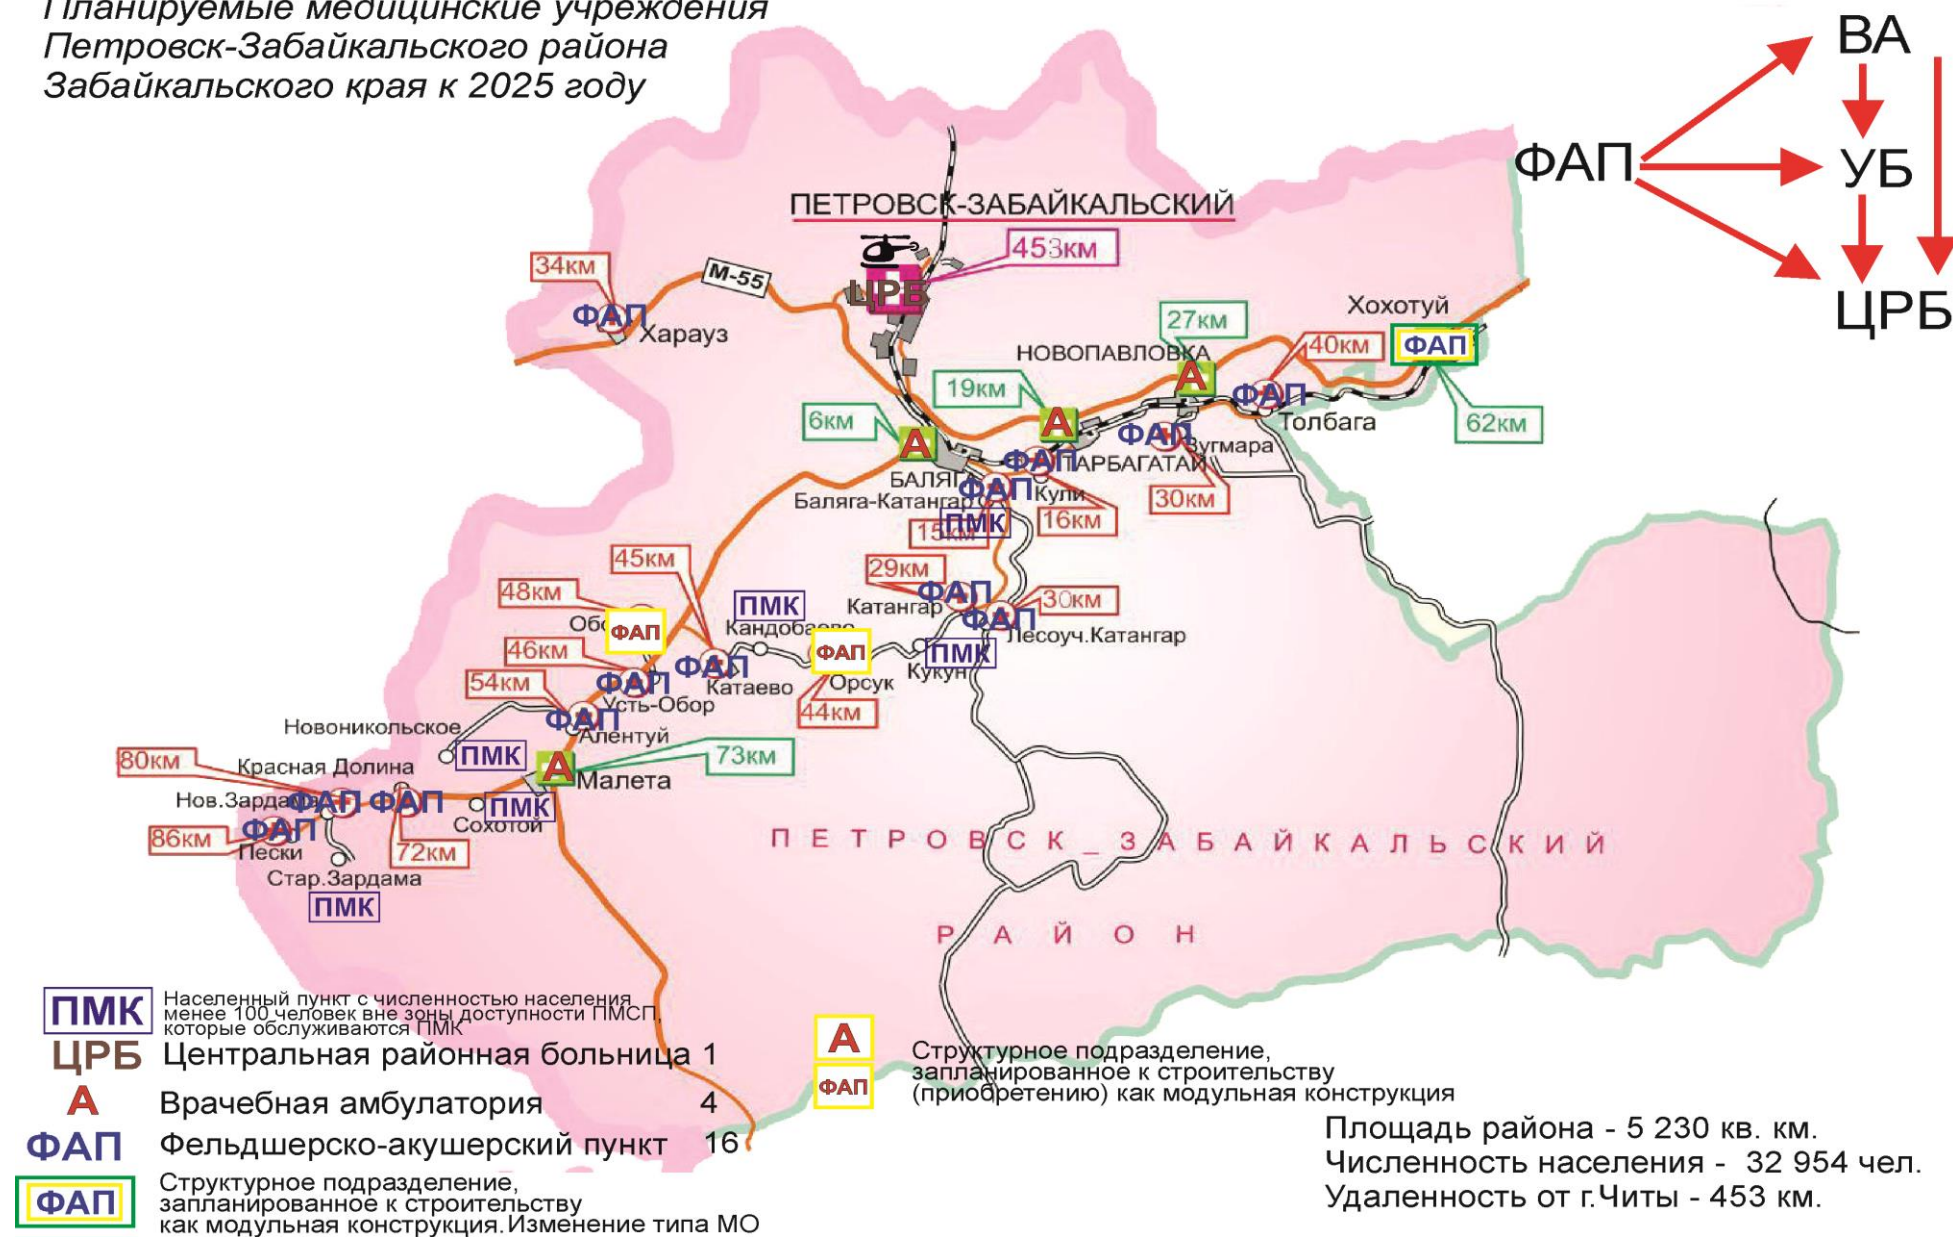 Планируемые медицинские учреждения
Петровск-Забайкальского района
Забайкальского края к 2025 году
ВА
ФАП
УБ
ЦРБ
ПЕТРОВСК-ЗАБАЙКАЛЬСКИЙ
453км
34км
М-55
ЦРБ
ФАП
Харауз
27км
Хохотуй
НОВОПАВЛОВКА
40км
ФАП
А
19км
ФАП
62км
А
6км
Толбага
А
ФАП
Зугмара
ФАП
ТАРБАГАТАЙ
БАЛЯГА
ФАП
Кули
Баляга-Катангар
30км
16км
ПМК
15км
45км
29км
48км
ФАП
Катангар
30км
ФАП
Лесоуч.Катангар
ПМК
Кандобаево
ФАП
46км
ФАП
ПМК
Кукун
ФАП
Катаево
Орсук
44км
54км
ФАП
Усть-Обор
ФАП
Алентуй
Новоникольское
ПМК
73км
80км
Красная Долина
А
Малета
Нов.Зардама
ФАП
ФАП
ПМК
Сохотой
86км
ФАП
Пески
72км
Стар.Зардама
ПМК
ПЕТРОВСК_ЗАБАЙКАЛЬСКИЙ
РАЙОН
ПМК
Населенный пункт с численностью населения
менее 100 человек вне зоны доступности ПМСП,
которые обслуживаются ПМК
ЦРБ Центральная районная больница 1
А Врачебная амбулатория 4
ФАП Фельдшерско-акушерский пункт 16
ФАП
Структурное подразделение,
запланированное к строительству
как модульная конструкция. Изменение типа МО
А
ФАП
Структурное подразделение,
запланированное к строительству
(приобретению) как модульная конструкция
Площадь района - 5 230 кв. км.
Численность населения - 32 954 чел.
Удаленность от г.Читы - 453 км.